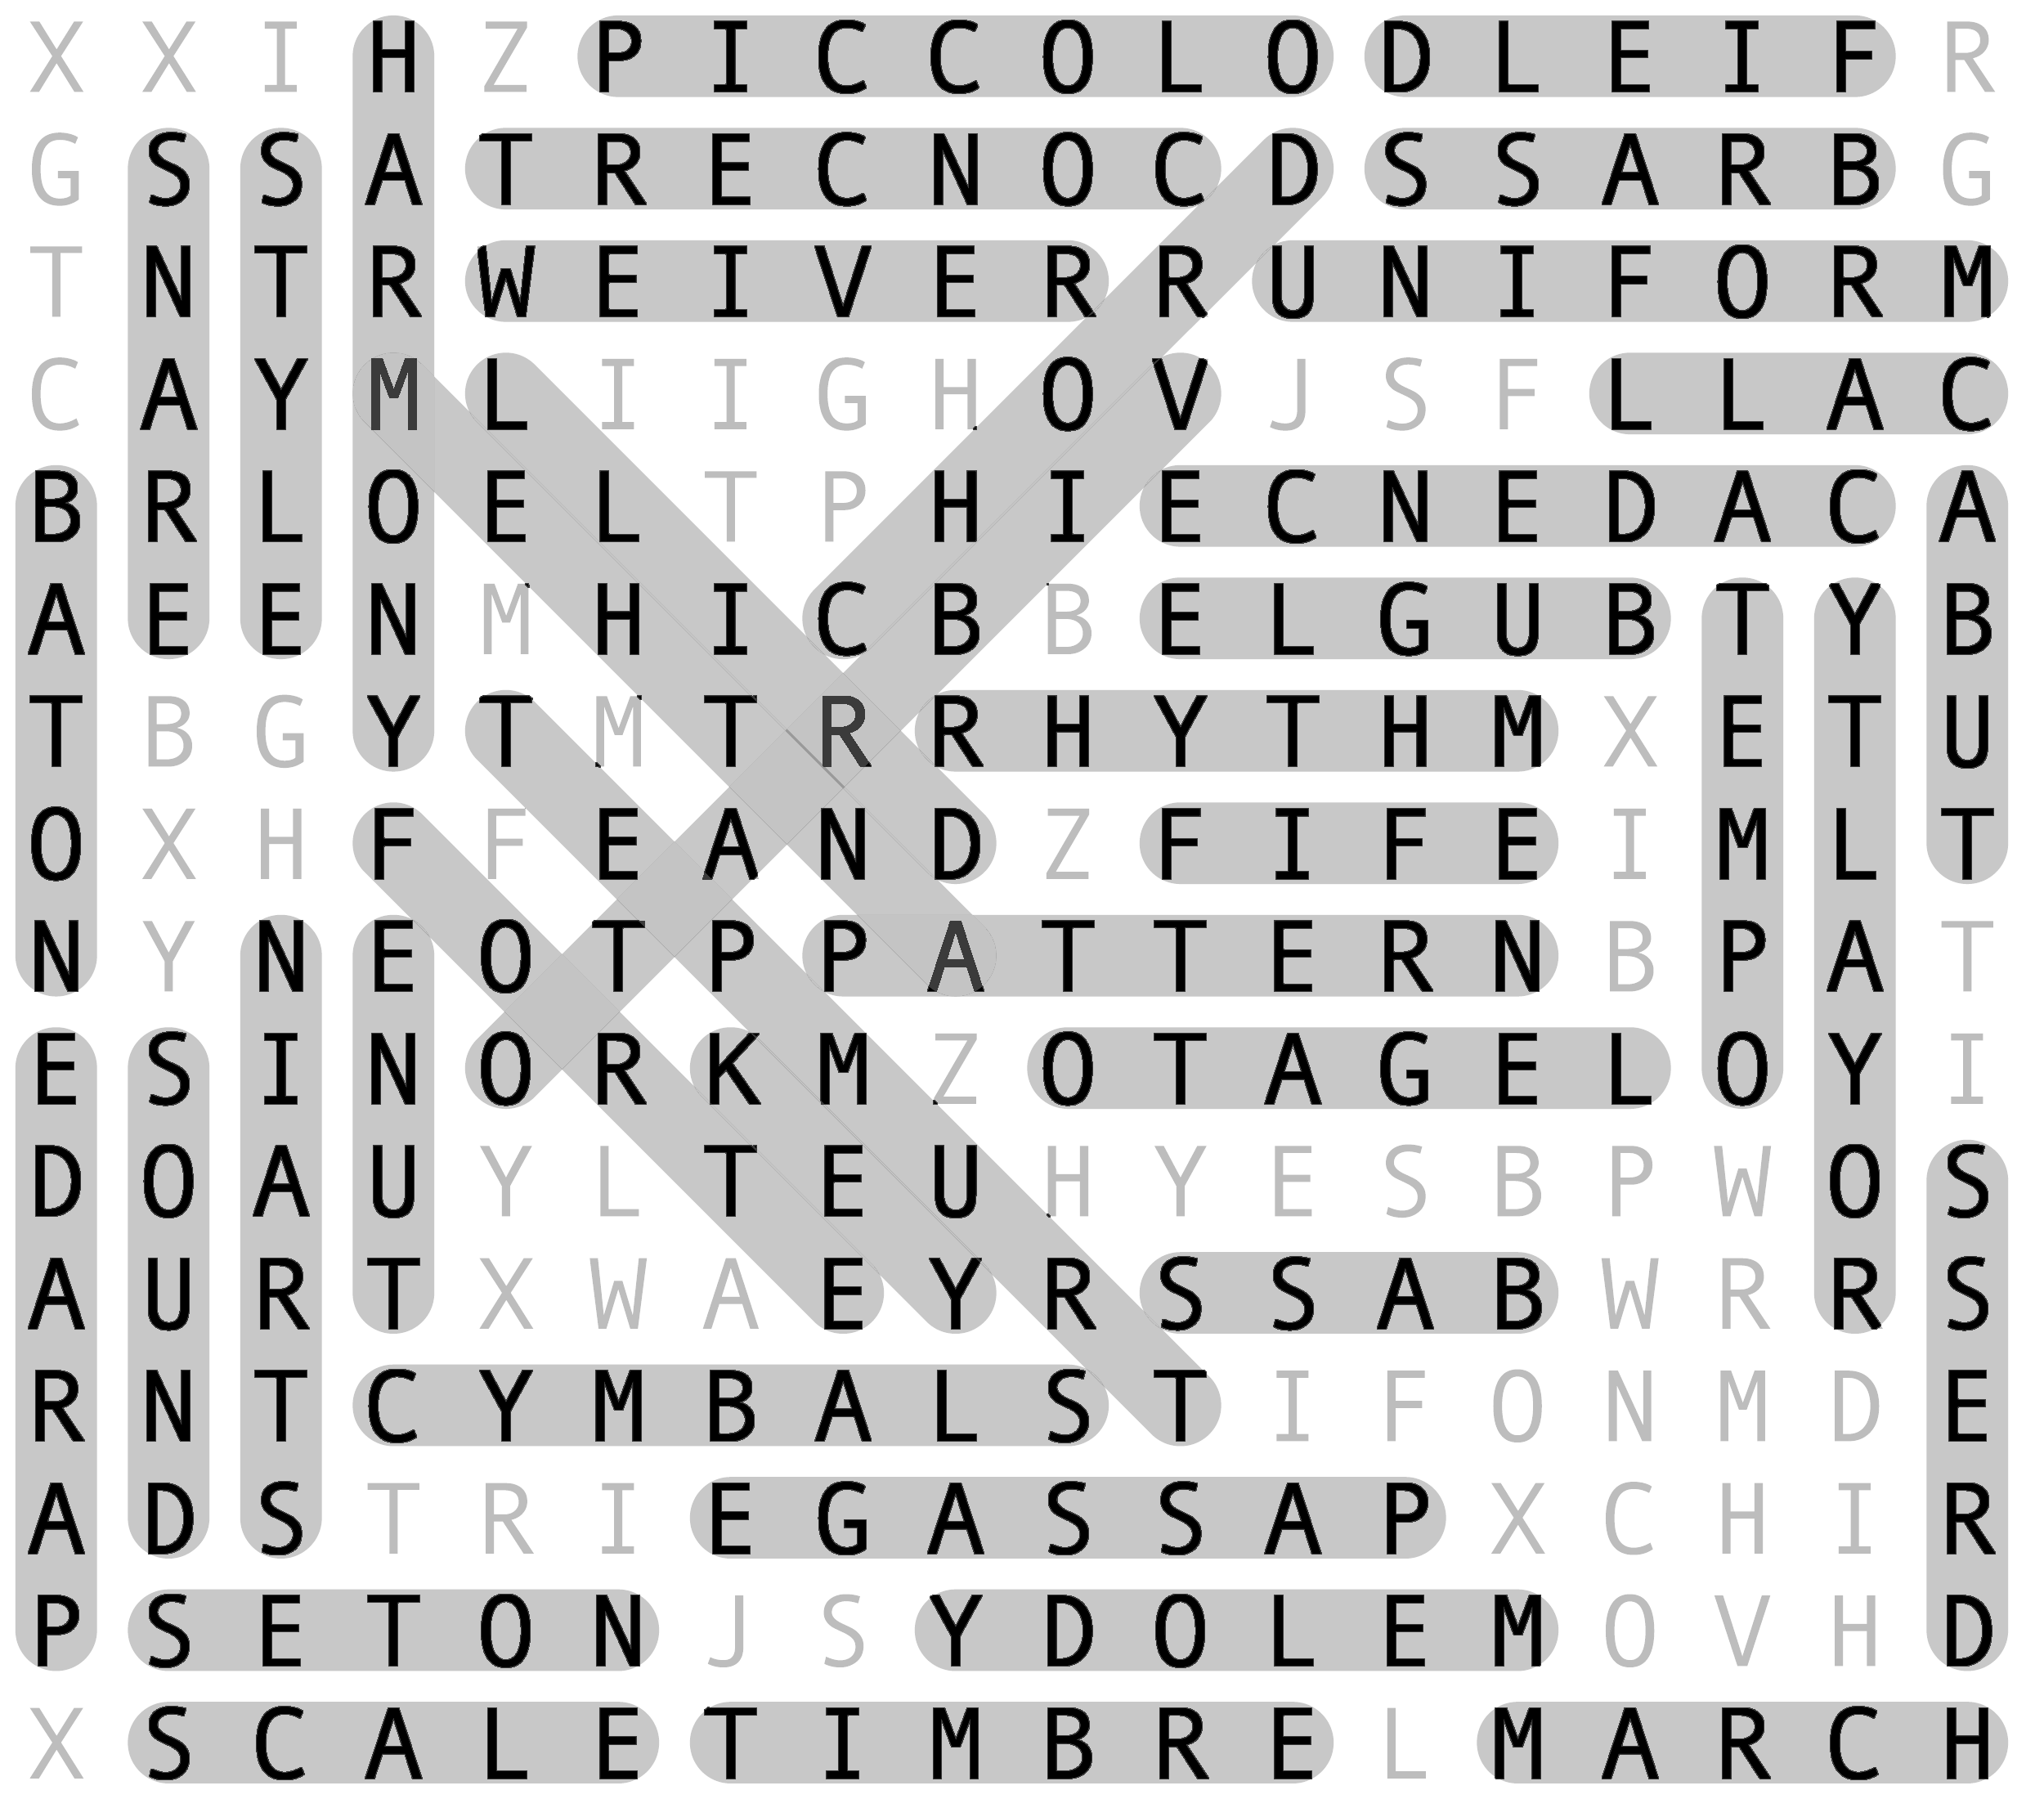 X X I H Z P I C C O L O D L E I F R
G S S A T R E C N O C D S S A R B G
T N T R W E I V E R R U N I F O R M
C A Y M L I I G H O V J S F L L A C
B R L O E L T P H I E C N E D A C A
A E E N M H I C B B E L G U B T Y B
T B G Y T M T R R H Y T H M X E T U
O X H F F E A N D Z F I F E I M L T
N Y N E O T P P A T T E R N B P A T
E S I N O R K M Z O T A G E L O Y I
D O A U Y L T E U H Y E S B P W O S
A U R T X W A E Y R S S A B W R R S
R N T C Y M B A L S T I F O N M D E
A D S T R I E G A S S A P X C H I R
P S E T O N J S Y D O L E M O V H D
X S C A L E T I M B R E L M A R C H